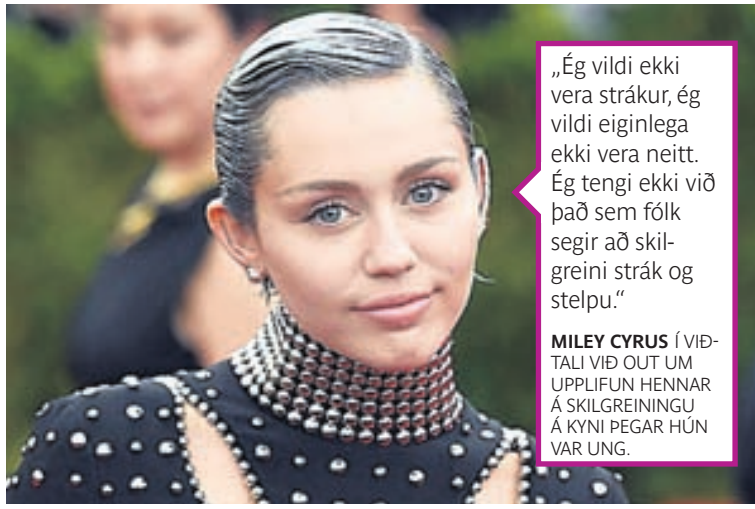 „Ég vildi ekki
vera strákur, ég
vildi eiginlega
ekki vera neitt.
Ég tengi ekki við
það sem fólk
segir að skil-
greini strák og
stelpu.“
MILEY CYRUS Í VIÐ-
TALI VIÐ OUT UM
UPPLIFUN HENNAR
Á SKILGREININGU
Á KYNI ÞEGAR HÚN
VAR UNG.